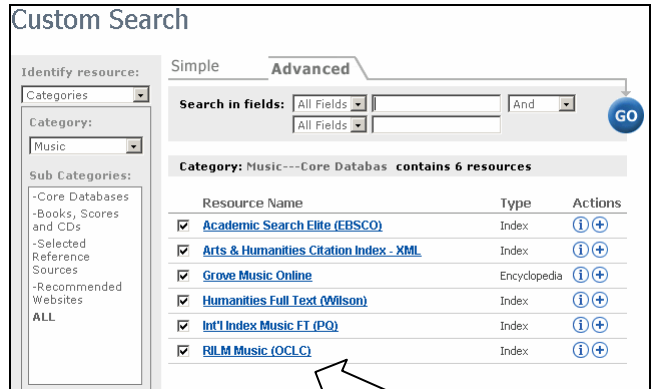 Custom Search
Identify resource:
Categories
Category:
Music
Sub Categories:
-Core Databases
-Books, Scores
and CDs
-Selected
Reference
Sources
-Recommended
Websites
ALL
Simple
Advanced
Search in fields: All Fields And
All Fields
GO
Category: Music---Core Databas contains 6 resources
Resource Name Type Actions
Academic Search Elite (EBSCO) Index
Arts & Humanities Citation Index - XML Index
Grove Music Online Encyclopedia
Humanities Full Text (Wilson) Index
Int'l Index Music FT (PQ) Index
RILM Music (OCLC) Index